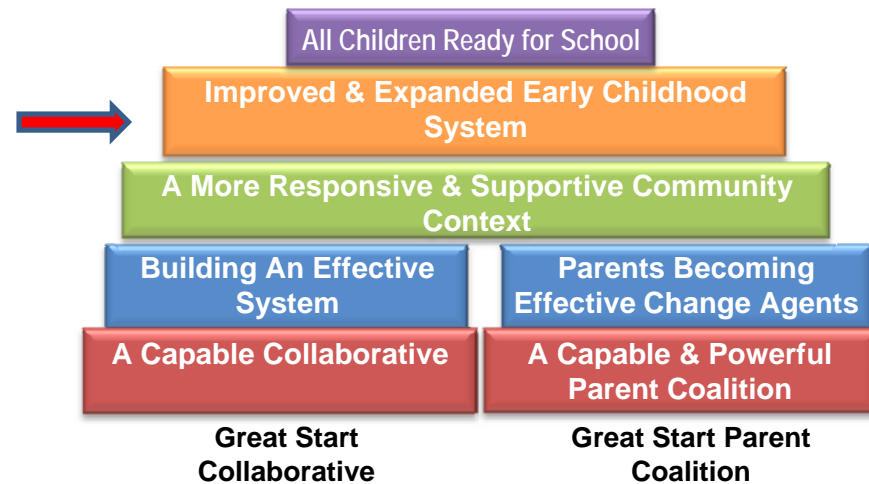 All Children Ready for School
Improved & Expanded Early Childhood
System
A More Responsive & Supportive Community
Context
Building An Effective
System
Parents Becoming
Effective Change Agents
A Capable Collaborative
A Capable & Powerful
Parent Coalition
Great Start
Collaborative
Great Start Parent
Coalition